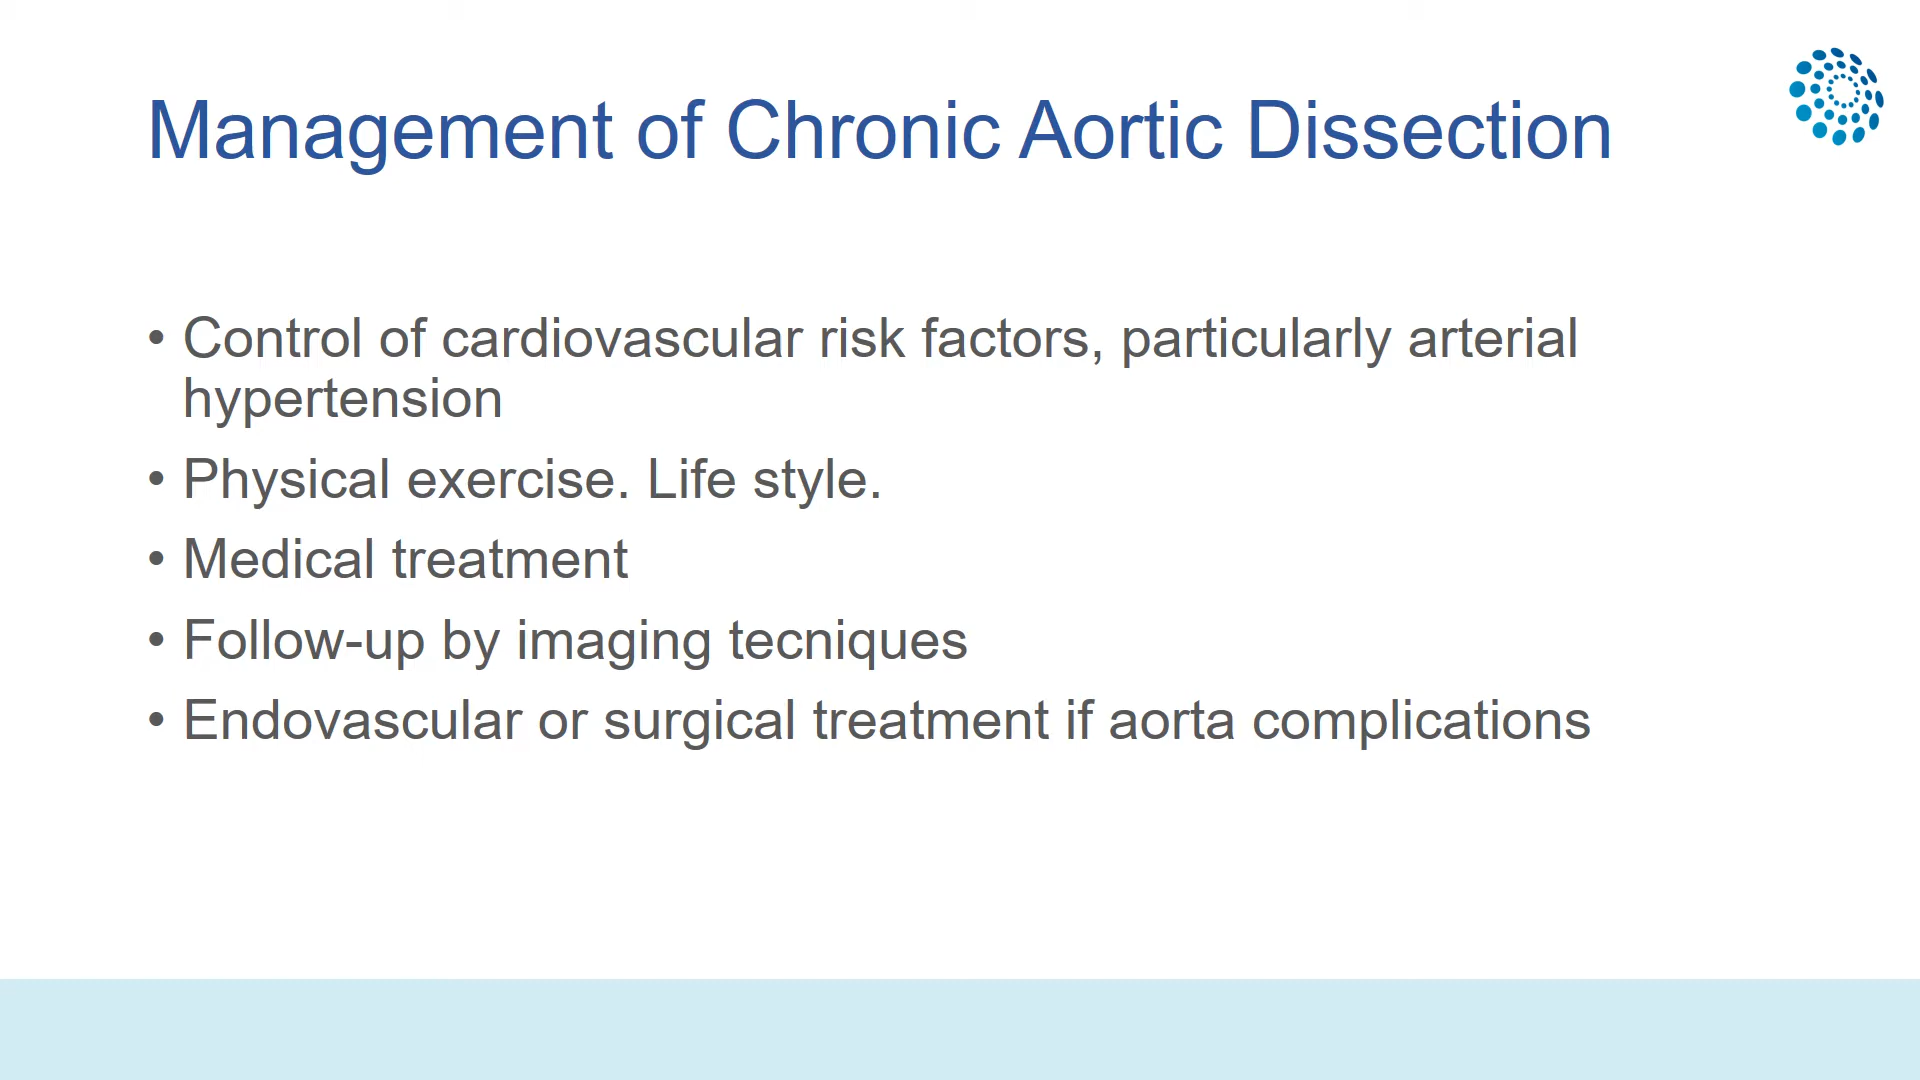 Management of Chronic Aortic Dissection
• Control of cardiovascular risk factors, particularly arterial
hypertension
• Physical exercise. Life style.
• Medical treatment
• Follow-up by imaging tecniques
• Endovascular or surgical treatment if aorta complications